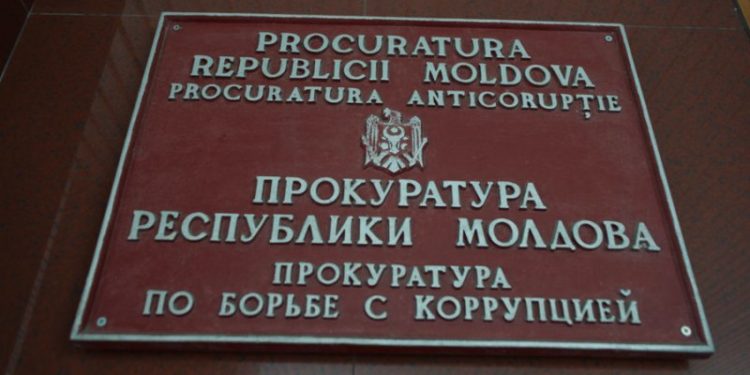 PROCURATURA
REPUBLICII MOLDOVA
PROCURATURA ANTICORUPȚIE
ПРОКУРАТУРА
РЕСПУБЛИКИ МОЛДОВА
ПРОКУРАТУРА
ПО БОРЬБЕ С КОРРУПЦИЕЙ